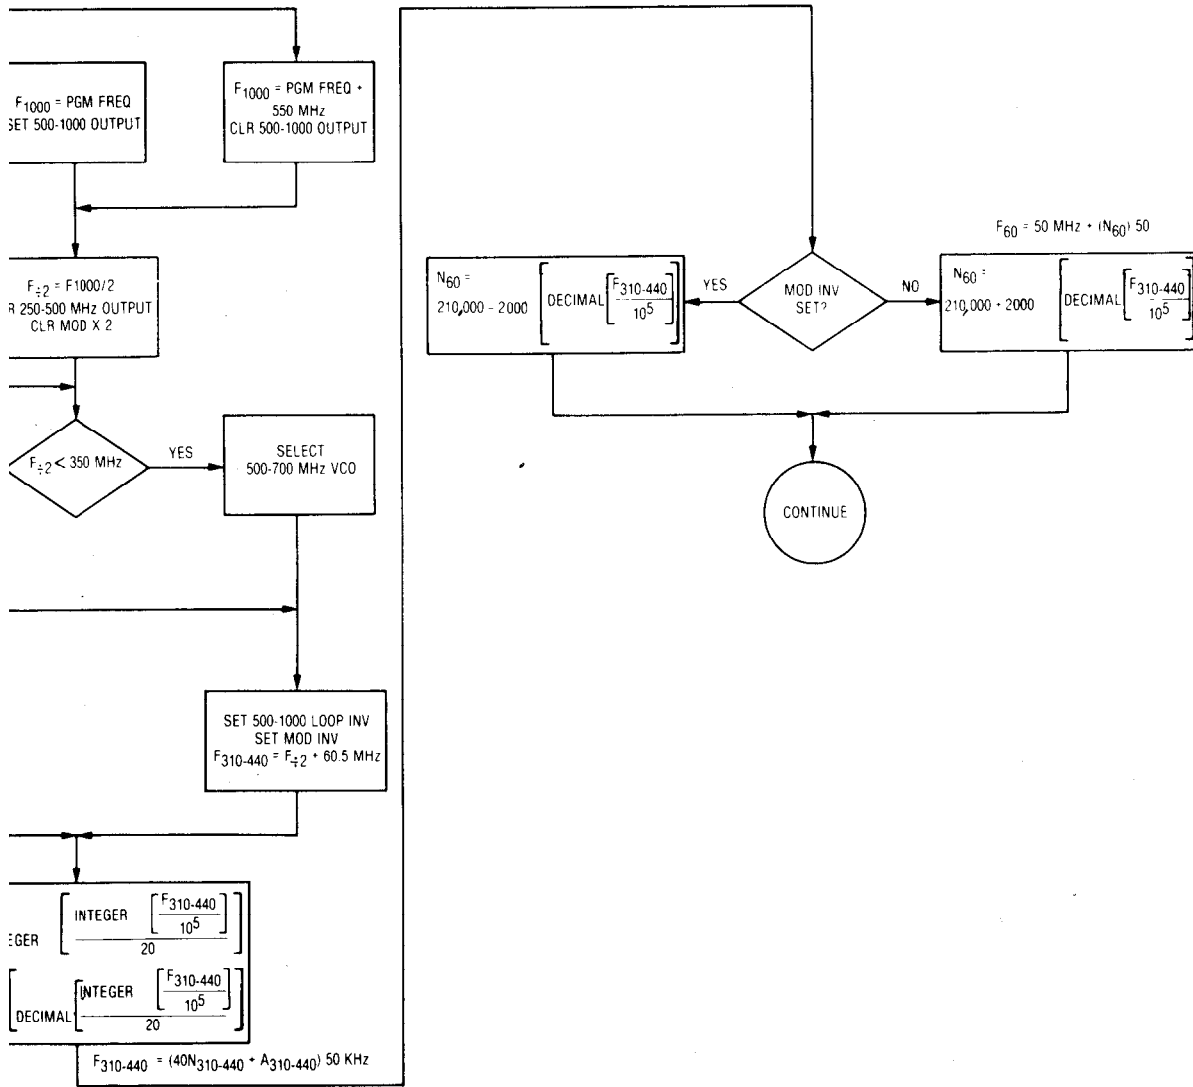 F1000 = PGM FREQ
SET 500-1000 OUTPUT
F1000 = PGM FREQ +
550 MHz
CLR 500-1000 OUTPUT
F÷2 = F1000/2
R 250-500 MHz OUTPUT
CLR MOD X 2
F÷2 < 350 MHz
YES
SELECT
500-700 MHz VCO
SET 500-1000 LOOP INV
SET MOD INV
F310-440 = F÷2 + 60.5 MHz
EGER [INTEGER [F310-440 / 10^5] / 20]
[DECIMAL [INTEGER [F310-440 / 10^5] / 20]]
F310-440 = (40N310-440 + A310-440) 50 KHz
N60 =
210,000 - 2000 [DECIMAL [F310-440 / 10^5]]
YES
MOD INV
SET?
NO
F60 = 50 MHz + (N60) 50
N60 =
210,000 + 2000 [DECIMAL [F310-440 / 10^5]]
CONTINUE